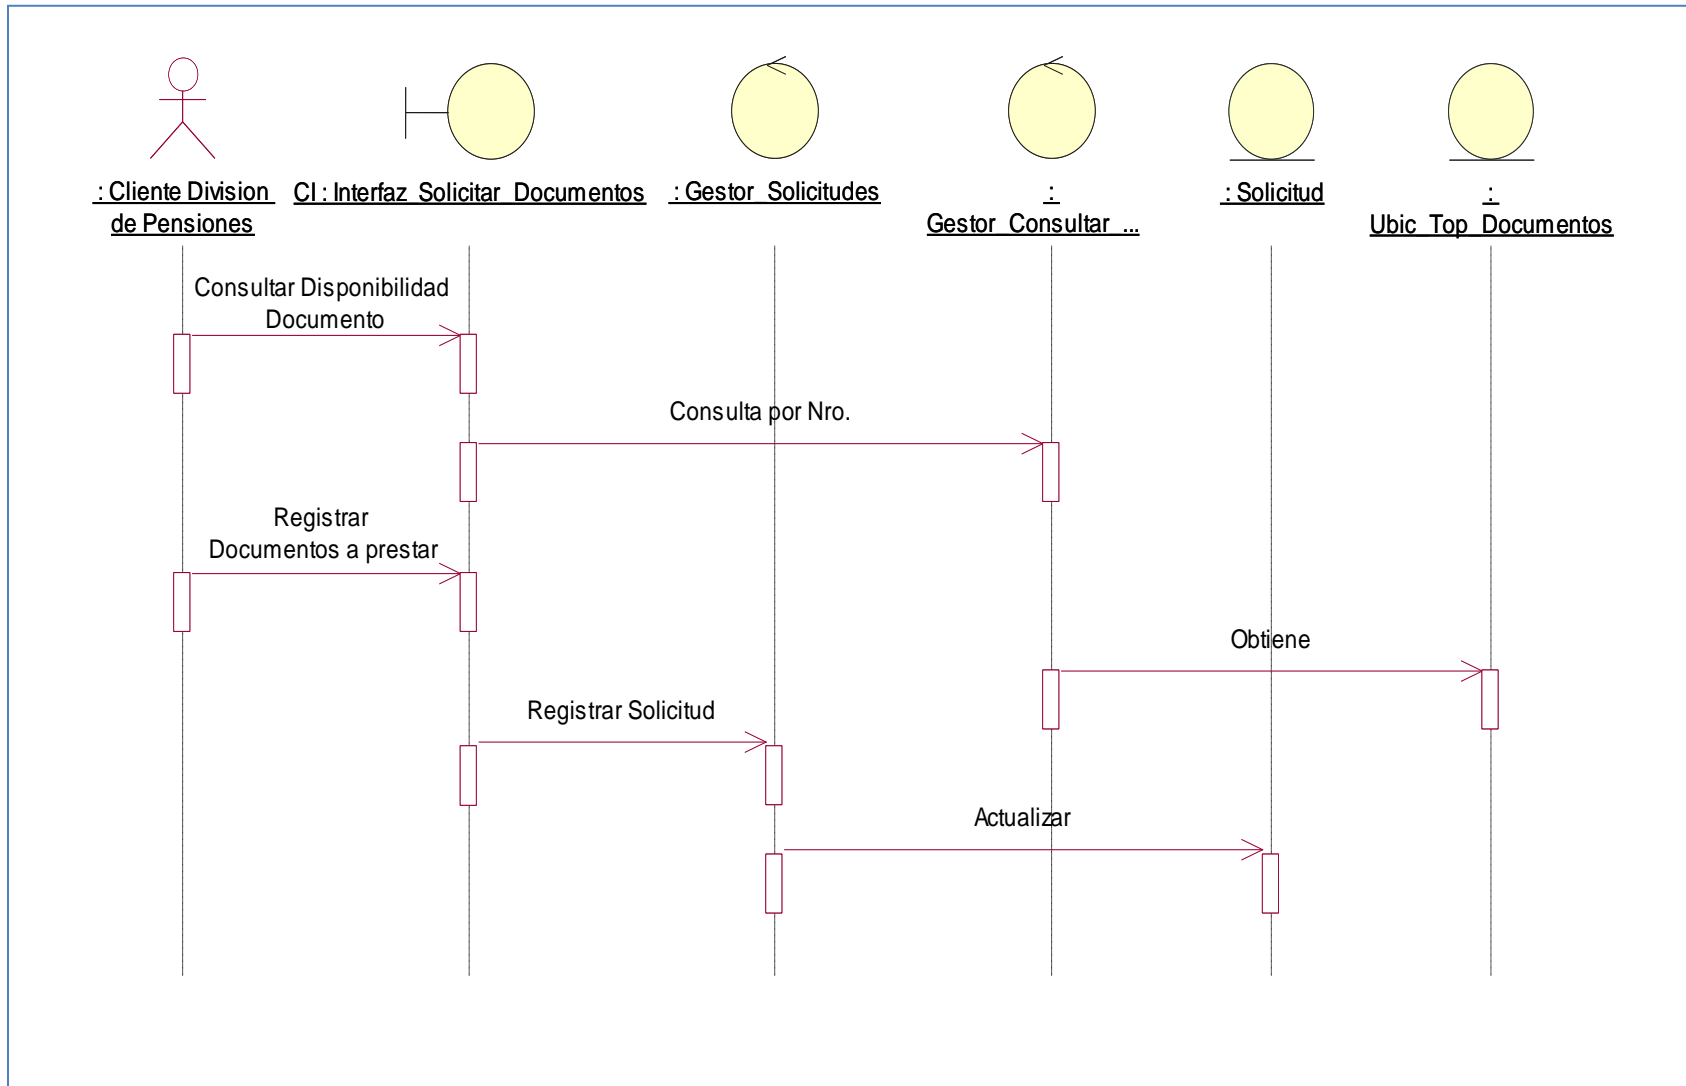 : Cliente Division
de Pensiones
CI : Interfaz_Solicitar_Documentos
: Gestor_Solicitudes
:
Gestor_Consultar_...
: Solicitud
:
Ubic_Top_Documentos
Consultar Disponibilidad
Documento
Consulta por Nro.
Registrar
Documentos a prestar
Obtiene
Registrar Solicitud
Actualizar